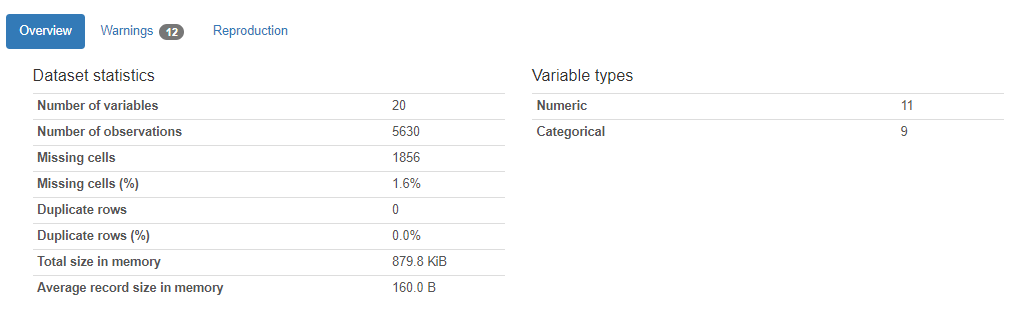 Overview Warnings 12 Reproduction
Dataset statistics
Number of variables 20
Number of observations 5630
Missing cells 1856
Missing cells (%) 1.6%
Duplicate rows 0
Duplicate rows (%) 0.0%
Total size in memory 879.8 KiB
Average record size in memory 160.0 B
Variable types
Numeric 11
Categorical 9